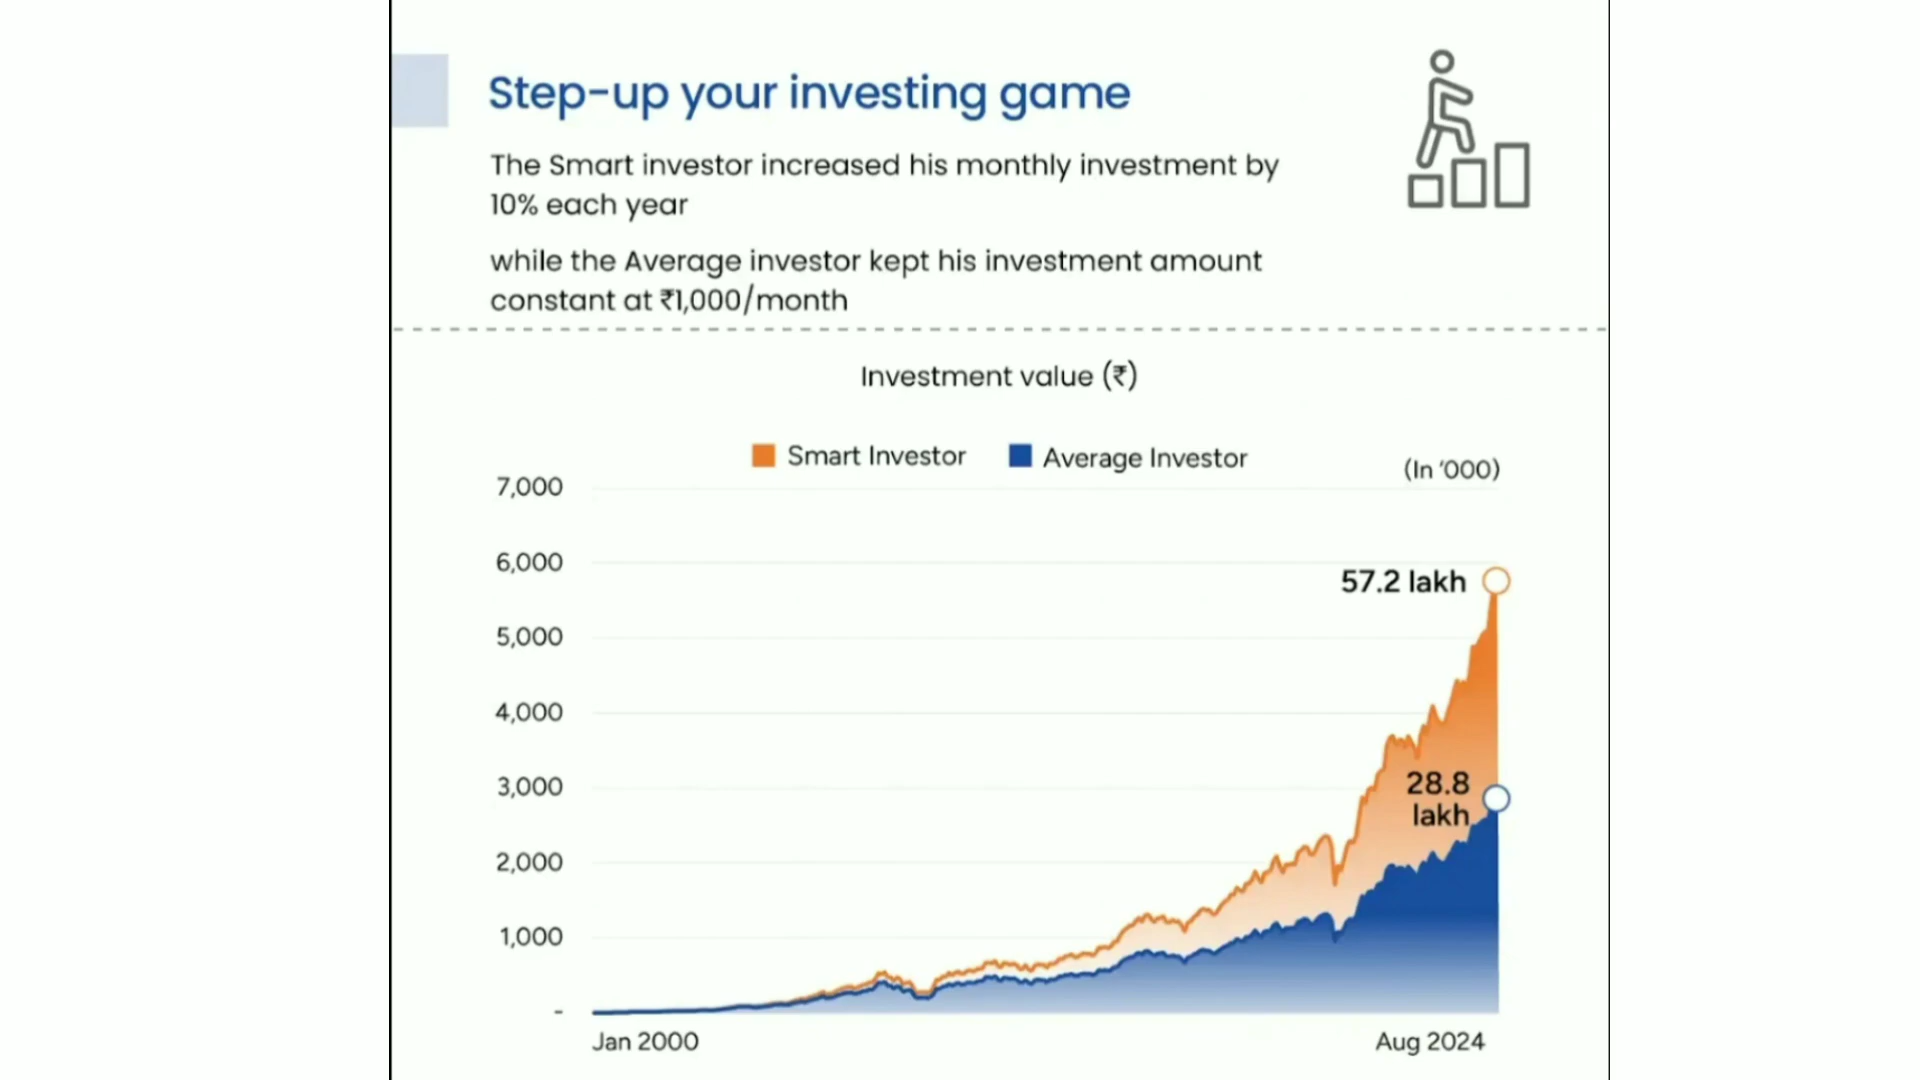 Step-up your investing game
The Smart investor increased his monthly investment by
10% each year
while the Average investor kept his investment amount
constant at ₹1,000/month
Investment value (₹)
Smart Investor
Average Investor
(In ‘000)
7,000
6,000
57.2 lakh
5,000
4,000
3,000
28.8
lakh
2,000
1,000
-
Jan 2000
Aug 2024